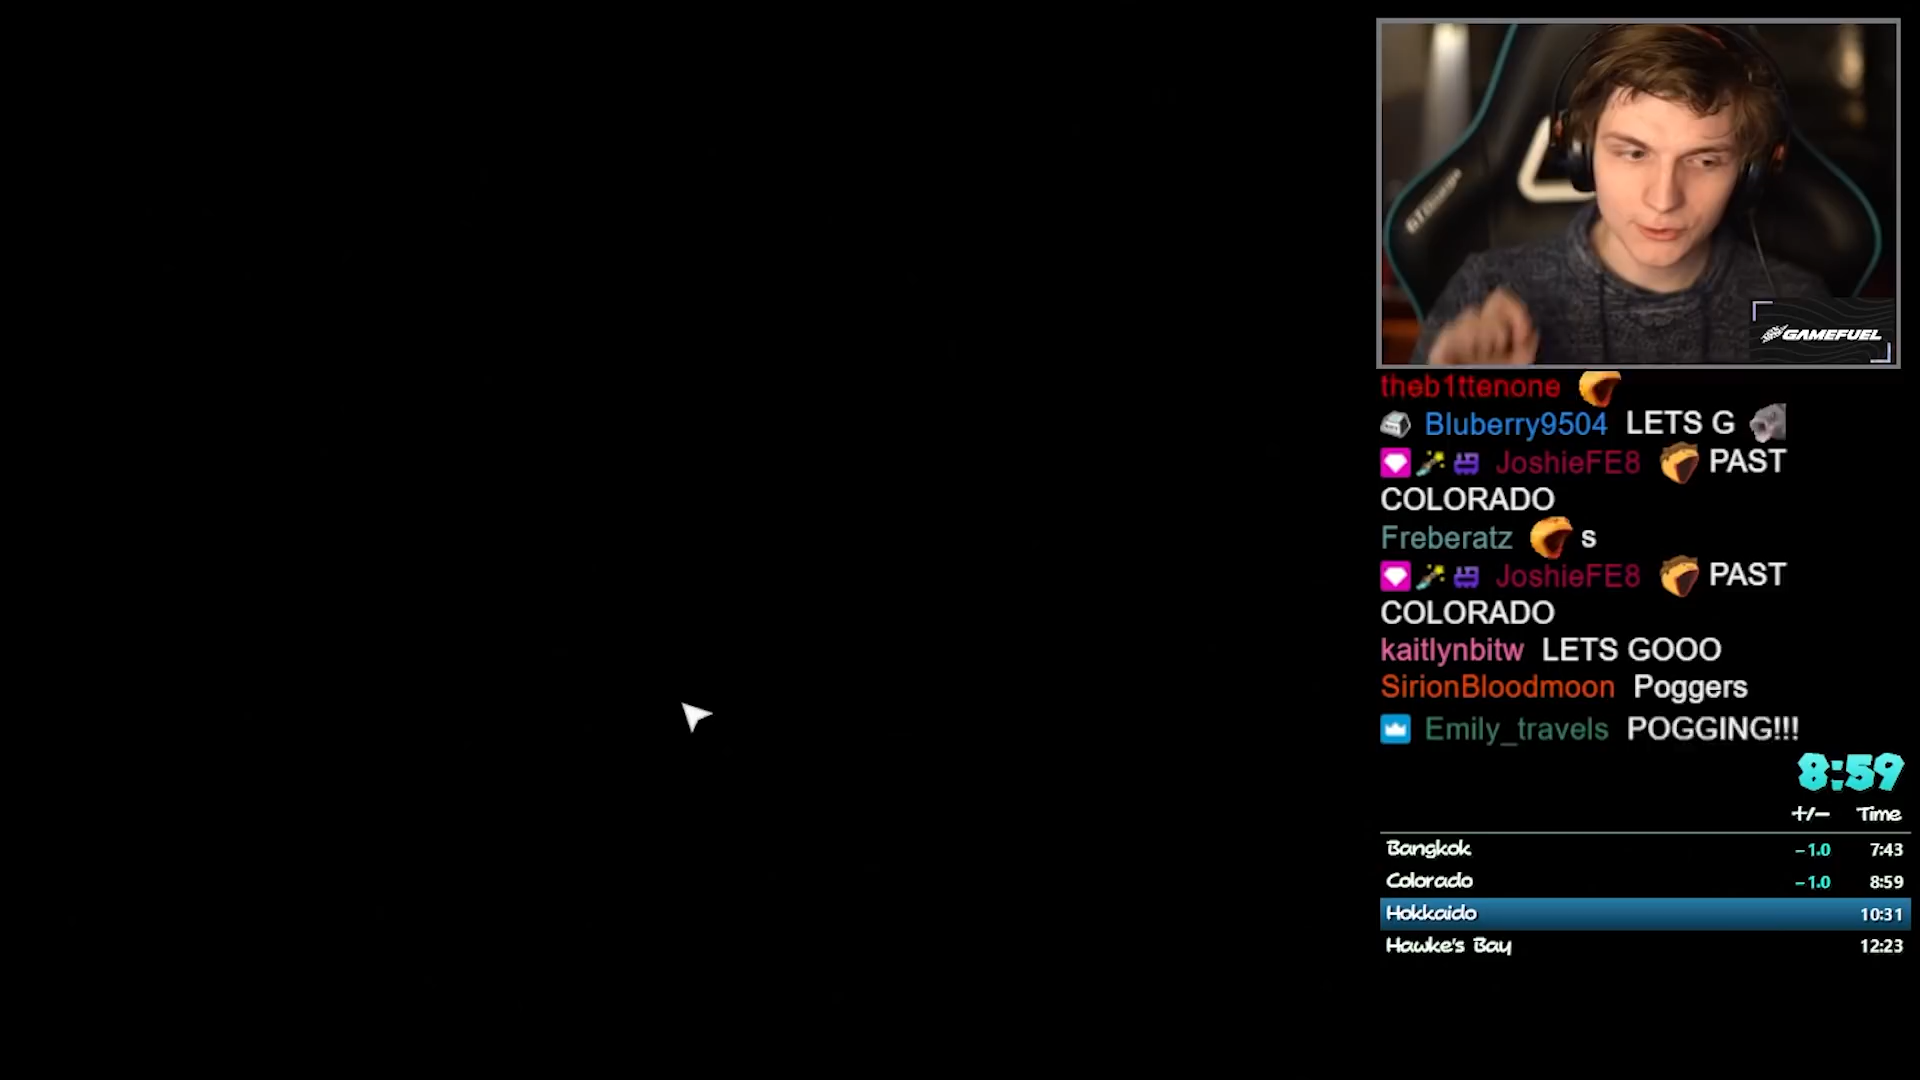 GAMEFUEL
theb1ttenone
Bluberry9504 LETS G
JoshieFE8 PAST
COLORADO
Freberatz s
JoshieFE8 PAST
COLORADO
kaitlynbitw LETS GOOO
SirionBloodmoon Poggers
Emily_travels POGGING!!!
8:59
+/- Time
Bangkok -1.0 7:43
Colorado -1.0 8:59
Hokkaido 10:31
Hawke's Bay 12:23